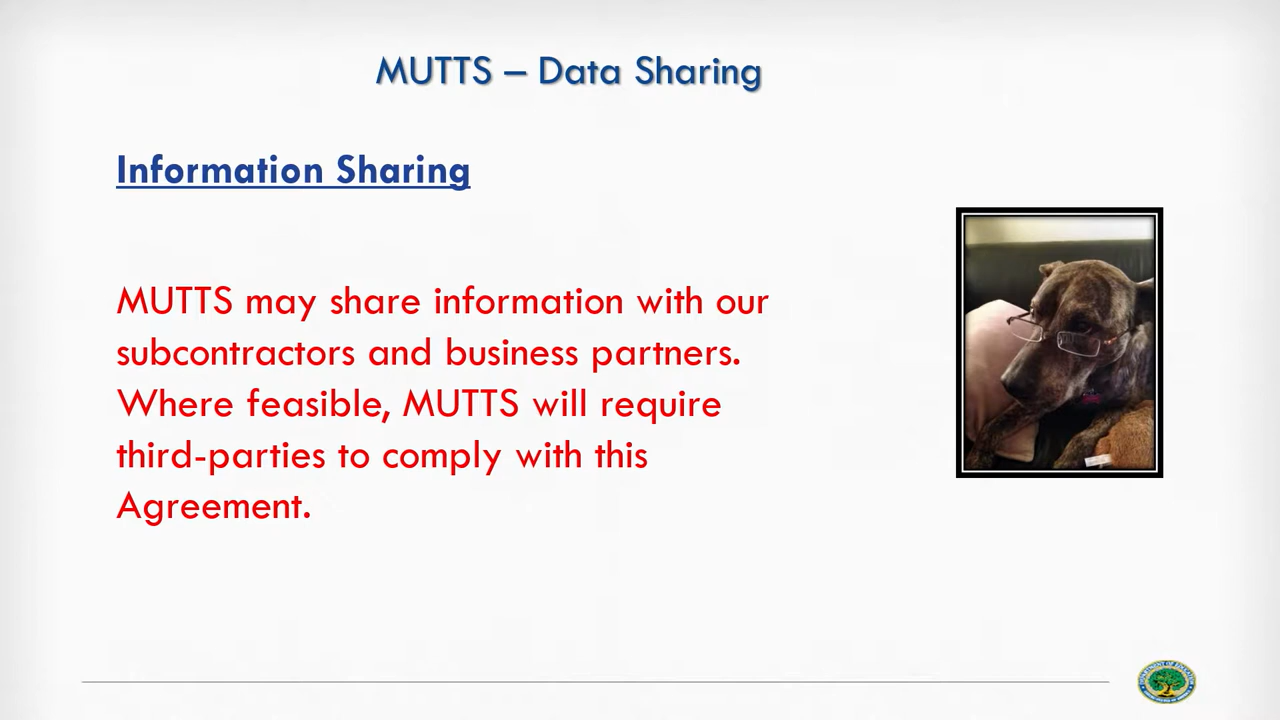 MUTTS – Data Sharing
Information Sharing
MUTTS may share information with our
subcontractors and business partners.
Where feasible, MUTTS will require
third-parties to comply with this
Agreement.